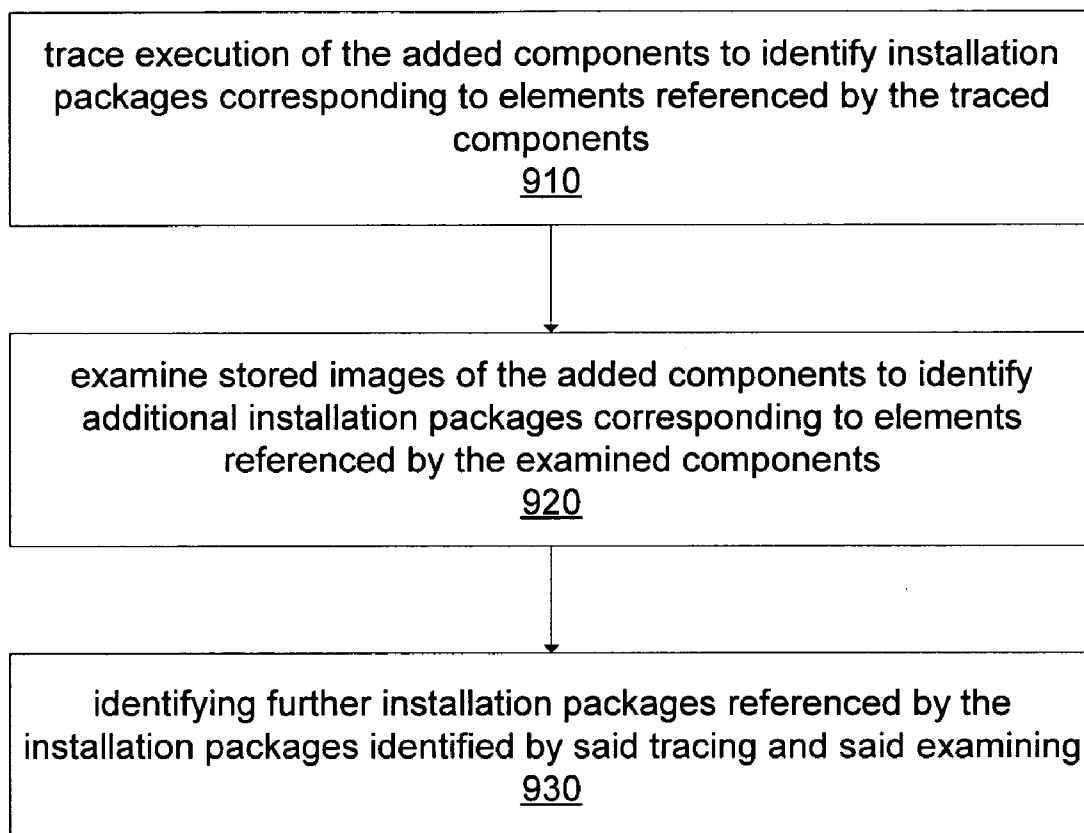 trace execution of the added components to identify installation
packages corresponding to elements referenced by the traced
components
910
examine stored images of the added components to identify
additional installation packages corresponding to elements
referenced by the examined components
920
identifying further installation packages referenced by the
installation packages identified by said tracing and said examining
930